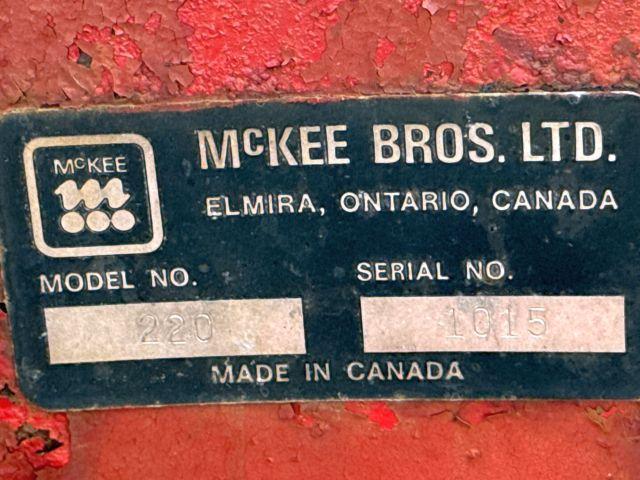 McKEE BROS. LTD.
McKEE
ELMIRA, ONTARIO, CANADA
MODEL NO.
SERIAL NO.
220
1015
MADE IN CANADA